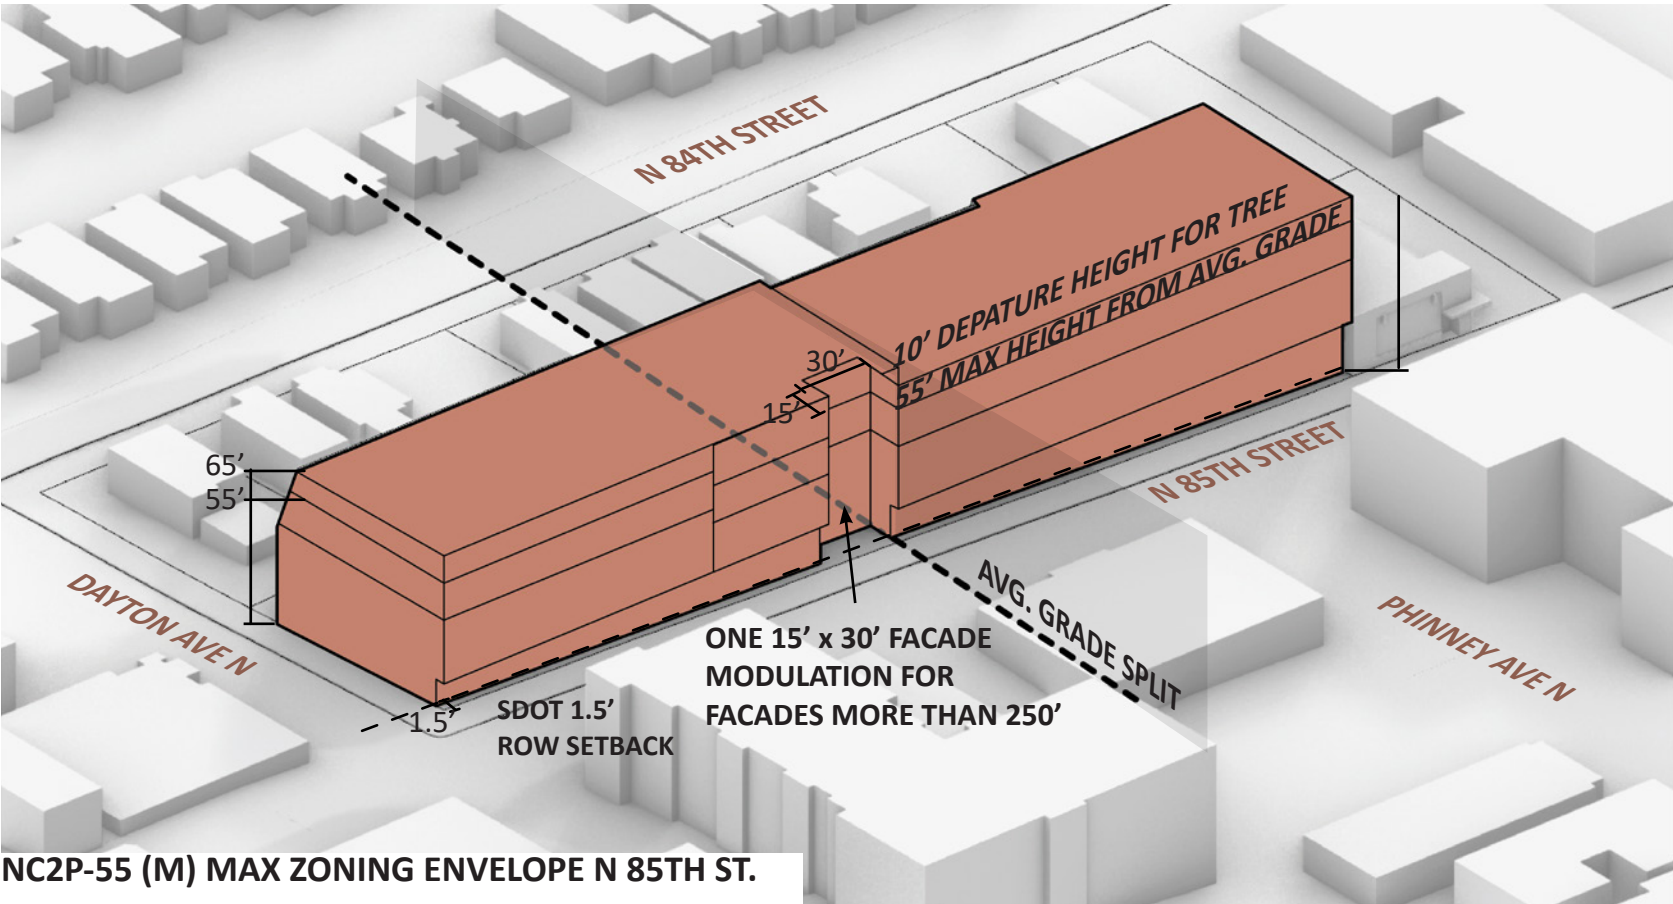 N 84TH STREET
10’ DEPATURE HEIGHT FOR TREE
55’ MAX HEIGHT FROM AVG. GRADE
30’
15’
65’
55’
N 85TH STREET
DAYTON AVE N
AVG. GRADE SPLIT
PHINNEY AVE N
ONE 15’ x 30’ FACADE
MODULATION FOR
FACADES MORE THAN 250’
1.5’
SDOT 1.5’
ROW SETBACK
NC2P-55 (M) MAX ZONING ENVELOPE N 85TH ST.